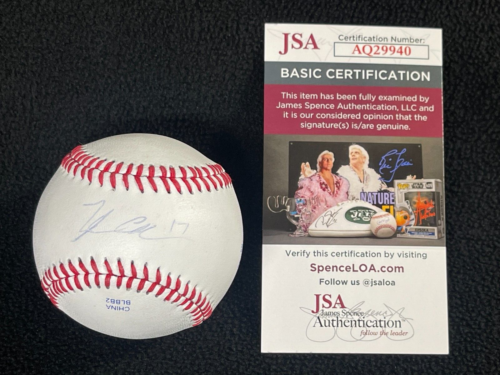 JSA
Certification Number:
AQ29940
BASIC CERTIFICATION
This item has been fully examined by
James Spence Authentication, LLC and
it is our considered opinion that the
signature(s) is/are genuine.
NATURE
JETS
Verify this certification by visiting
SpenceLOA.com
Follow us @jsaloa
JSA
James Spence
Authentication
follow the leader
17
CHINA
BLBB2